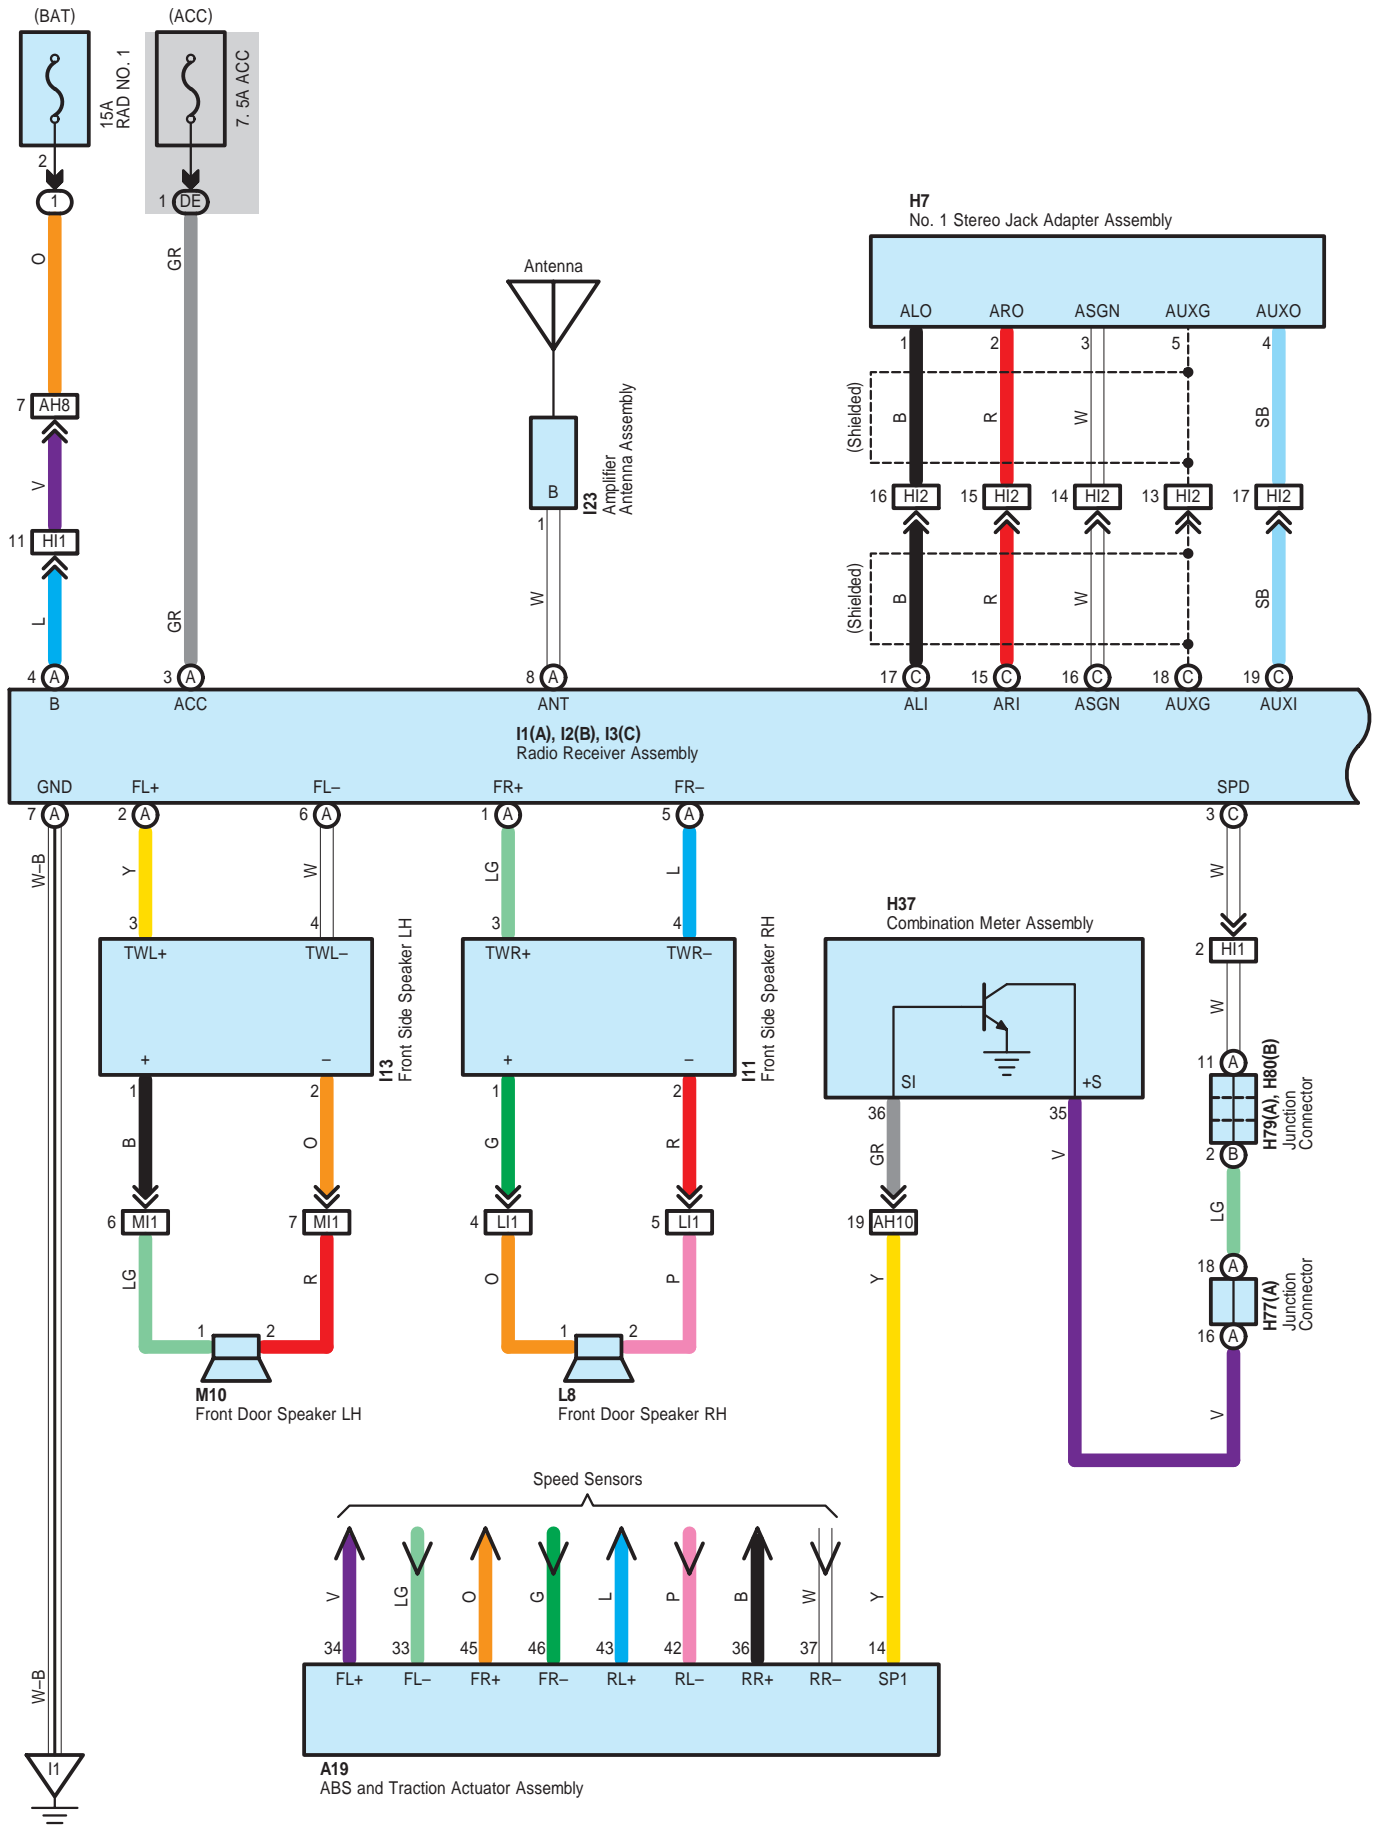 (BAT)
(ACC)
15A
RAD NO. 1
7. 5A ACC
2
1
1 DE
O
GR
H7
No. 1 Stereo Jack Adapter Assembly
ALO ARO ASGN AUXG AUXO
1 2 3 5 4
Antenna
(Shielded)
B R W SB
7 AH8
V
I23
Amplifier
Antenna Assembly
B
1
16 HI2 15 HI2 14 HI2 13 HI2 17 HI2
11 HI1
L
GR
W
(Shielded)
B R W SB
4 A 3 A 8 A 17 C 15 C 16 C 18 C 19 C
B ACC ANT ALI ARI ASGN AUXG AUXI
I1(A), I2(B), I3(C)
Radio Receiver Assembly
GND FL+ FL– FR+ FR– SPD
7 A 2 A 6 A 1 A 5 A 3 C
W–B Y W LG L W
3 4 3 4
TWL+ TWL– TWR+ TWR–
+ – + –
I13
Front Side Speaker LH
I11
Front Side Speaker RH
H37
Combination Meter Assembly
SI +S
36 35
2 HI1
W
11 A
H79(A), H80(B)
Junction
Connector
2 B
1 2 1 2
B O G R GR V
6 MI1 7 MI1 4 LI1 5 LI1 19 AH10
LG
18 A
H77(A)
Junction
Connector
16 A
V
LG R O P Y
1 2 1 2
M10
Front Door Speaker LH
L8
Front Door Speaker RH
Speed Sensors
V LG O G L P B W Y
34 33 45 46 43 42 36 37 14
FL+ FL– FR+ FR– RL+ RL– RR+ RR– SP1
W–B
I1
A19
ABS and Traction Actuator Assembly